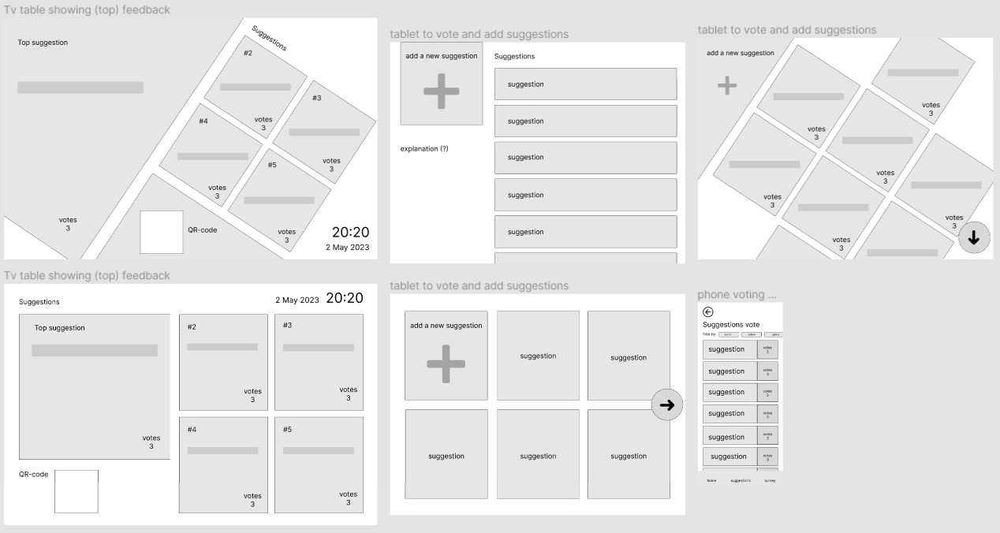 Tv table showing (top) feedback
Top suggestion
Suggestions
#2
votes
3
#3
votes
3
#4
votes
3
#5
votes
3
votes
3
QR-code
20:20
2 May 2023
tablet to vote and add suggestions
add a new suggestion
Suggestions
suggestion
suggestion
explanation (?)
suggestion
suggestion
suggestion
tablet to vote and add suggestions
add a new suggestion
votes
3
votes
3
votes
3
votes
3
votes
3
votes
3
Tv table showing (top) feedback
Suggestions
2 May 2023 20:20
Top suggestion
votes
3
#2
votes
3
#3
votes
3
#4
votes
3
#5
votes
3
QR-code
tablet to vote and add suggestions
add a new suggestion
suggestion
suggestion
suggestion
suggestion
suggestion
phone voting ...
Suggestions vote
filter by:
suggestion
votes
3
suggestion
votes
3
suggestion
votes
3
suggestion
votes
3
suggestion
votes
3
suggestion
votes
3
home suggestions survey